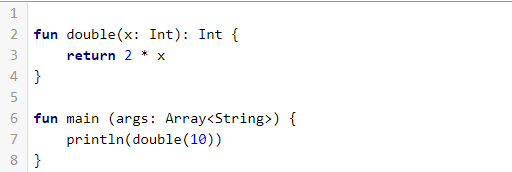 1
2 fun double(x: Int): Int {
3     return 2 * x
4 }
5
6 fun main (args: Array<String>) {
7     println(double(10))
8 }